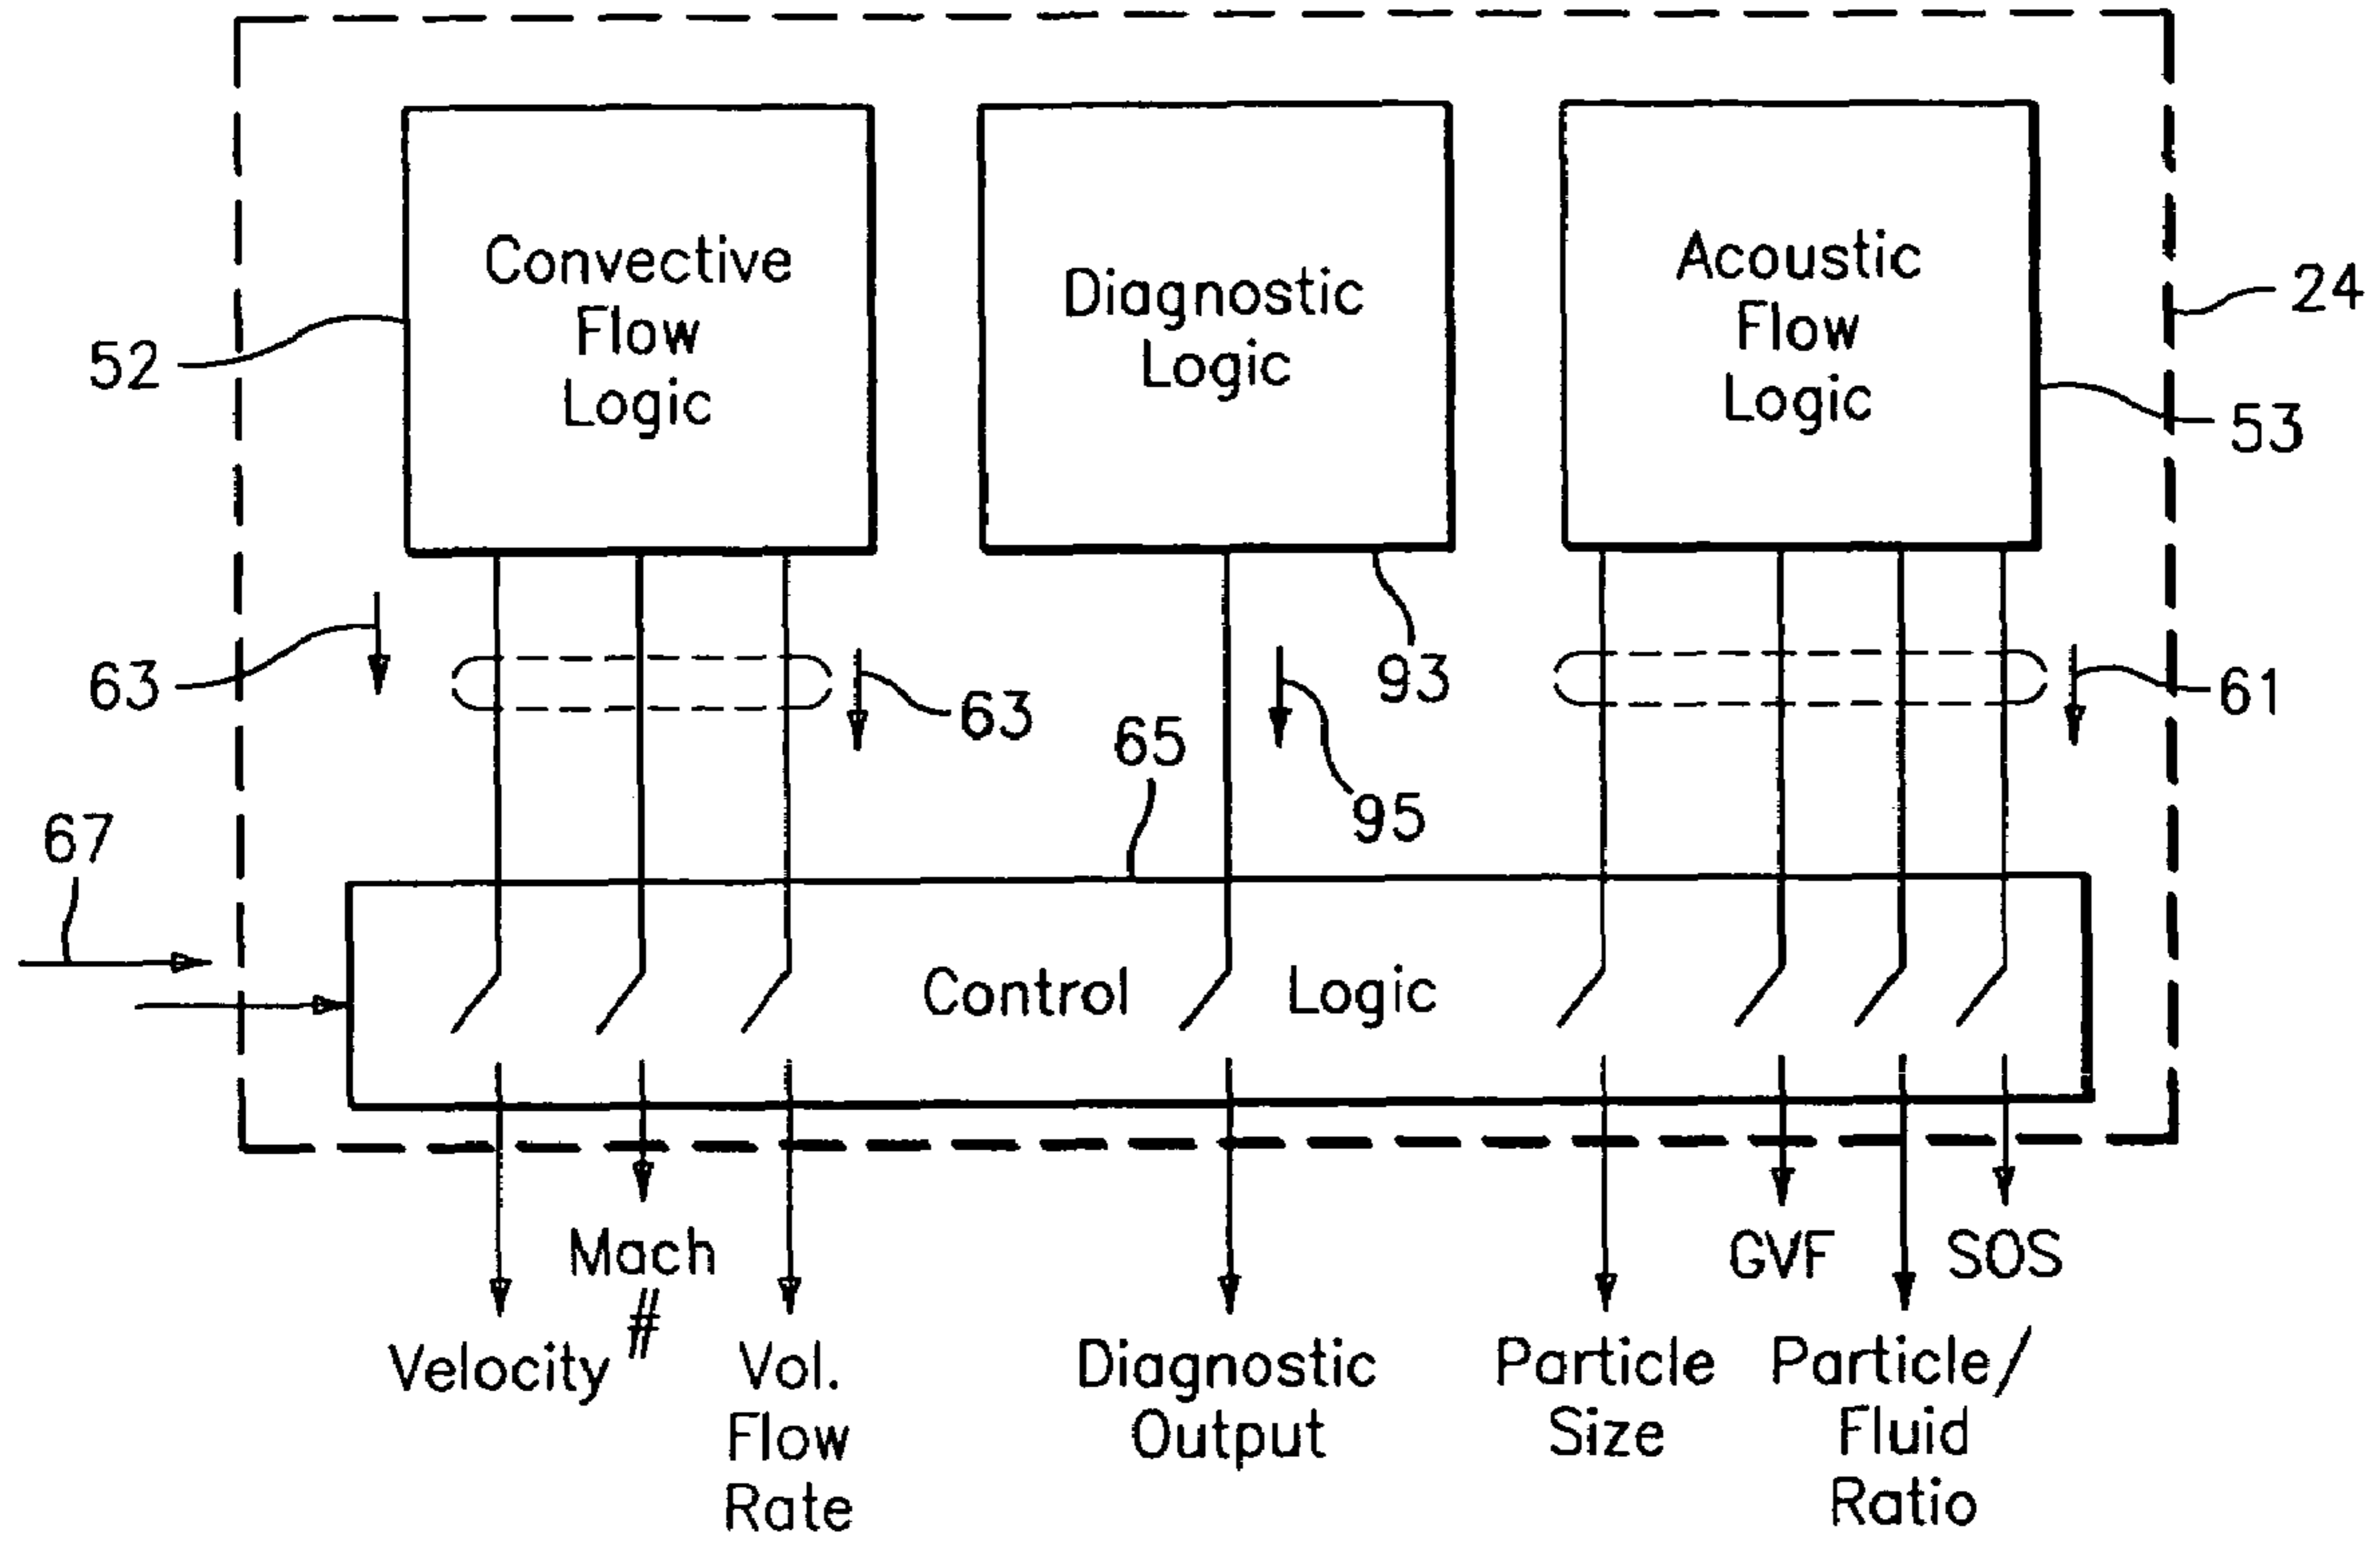 Convective
Flow
Logic
Diagnostic
Logic
Acoustic
Flow
Logic
24
52
53
63
63
93
61
65
95
67
Control Logic
Mach
#
GVF
SOS
Velocity
Vol.
Flow
Rate
Diagnostic
Output
Particle
Size
Particle/
Fluid
Ratio